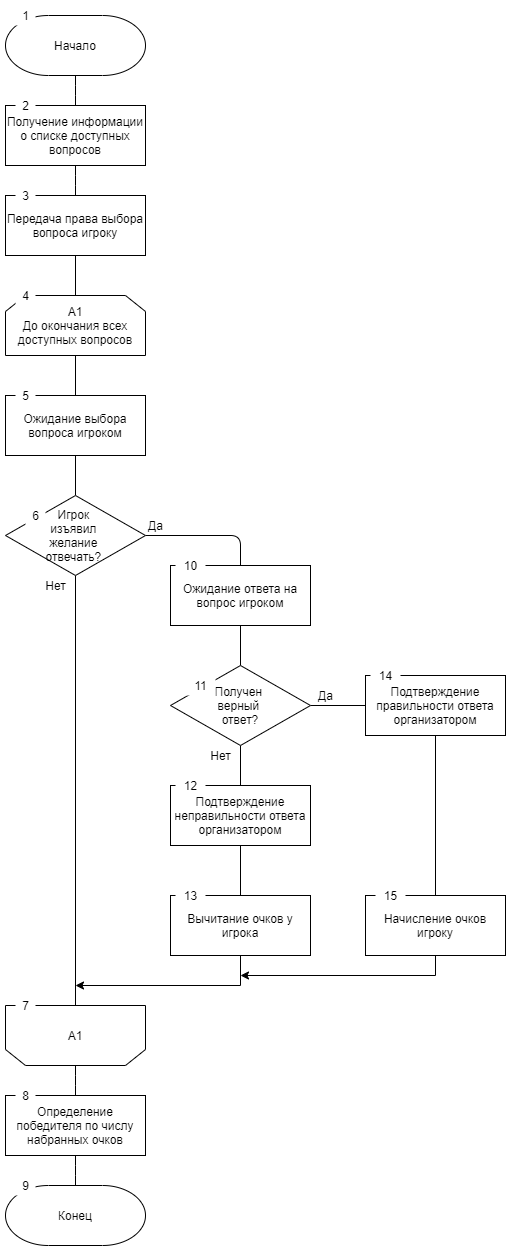 1
Начало
2
Получение информации
о списке доступных
вопросов
3
Передача права выбора
вопроса игроку
4
А1
До окончания всех
доступных вопросов
5
Ожидание выбора
вопроса игроком
6
Игрок
изъявил
желание
отвечать?
Да
Нет
10
Ожидание ответа на
вопрос игроком
11
Получен
верный
ответ?
Да
Нет
14
Подтверждение
правильности ответа
организатором
12
Подтверждение
неправильности ответа
организатором
13
Вычитание очков у
игрока
15
Начисление очков
игроку
7
А1
8
Определение
победителя по числу
набранных очков
9
Конец